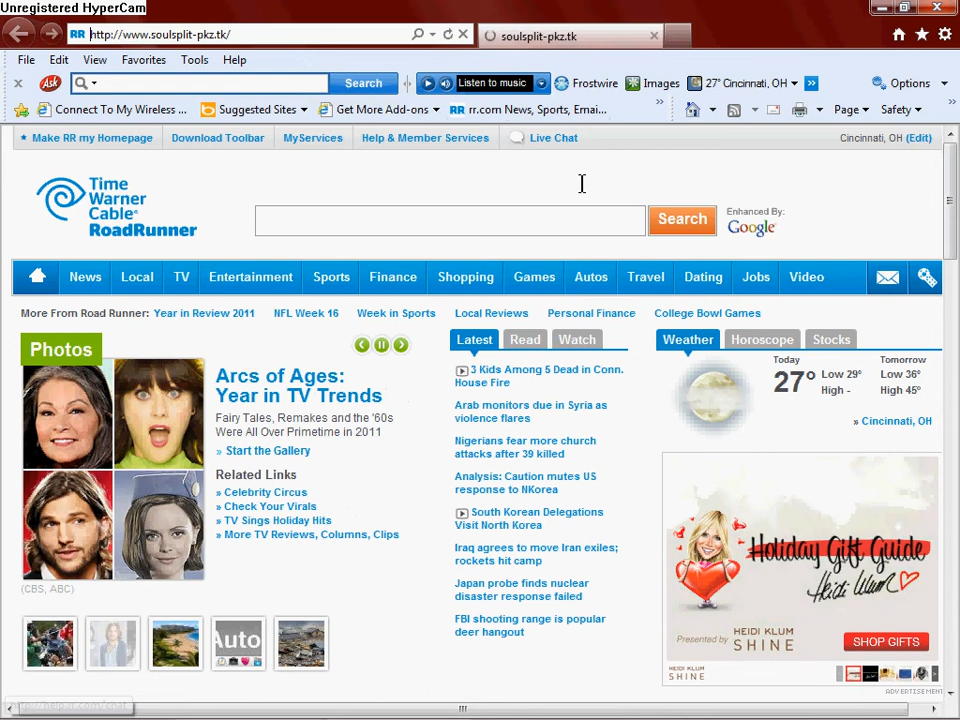 Unregistered HyperCam
RR http://www.soulsplit-pkz.tk/
soulsplit-pkz.tk
File Edit View Favorites Tools Help
Ask Search Listen to music Frostwire Images 27° Cincinnati, OH Options
Connect To My Wireless ... Suggested Sites Get More Add-ons RR rr.com News, Sports, Emai... Page Safety
Make RR my Homepage Download Toolbar MyServices Help & Member Services Live Chat Cincinnati, OH (Edit)
Time
Warner
Cable
RoadRunner
Search
Enhanced By:
Google
News Local TV Entertainment Sports Finance Shopping Games Autos Travel Dating Jobs Video
More From Road Runner: Year in Review 2011 NFL Week 16 Week in Sports Local Reviews Personal Finance College Bowl Games
Photos
Arcs of Ages:
Year in TV Trends
Fairy Tales, Remakes and the '60s
Were All Over Primetime in 2011
» Start the Gallery
Related Links
» Celebrity Circus
» Check Your Virals
» TV Sings Holiday Hits
» More TV Reviews, Columns, Clips
(CBS, ABC)
Auto
Latest Read Watch
3 Kids Among 5 Dead in Conn.
House Fire
Arab monitors due in Syria as
violence flares
Nigerians fear more church
attacks after 39 killed
Analysis: Caution mutes US
response to NKorea
South Korean Delegations
Visit North Korea
Iraq agrees to move Iran exiles;
rockets hit camp
Japan probe finds nuclear
disaster response failed
FBI shooting range is popular
deer hangout
Weather Horoscope Stocks
Today Tomorrow
27° Low 29° Low 36°
High - High 45°
» Cincinnati, OH
Holiday Gift Guide
Heidi Klum
Presented by HEIDI KLUM
SHINE
SHOP GIFTS
HEIDI KLUM
SHINE
ADVERTISEMENT
http://help.rr.com/chat